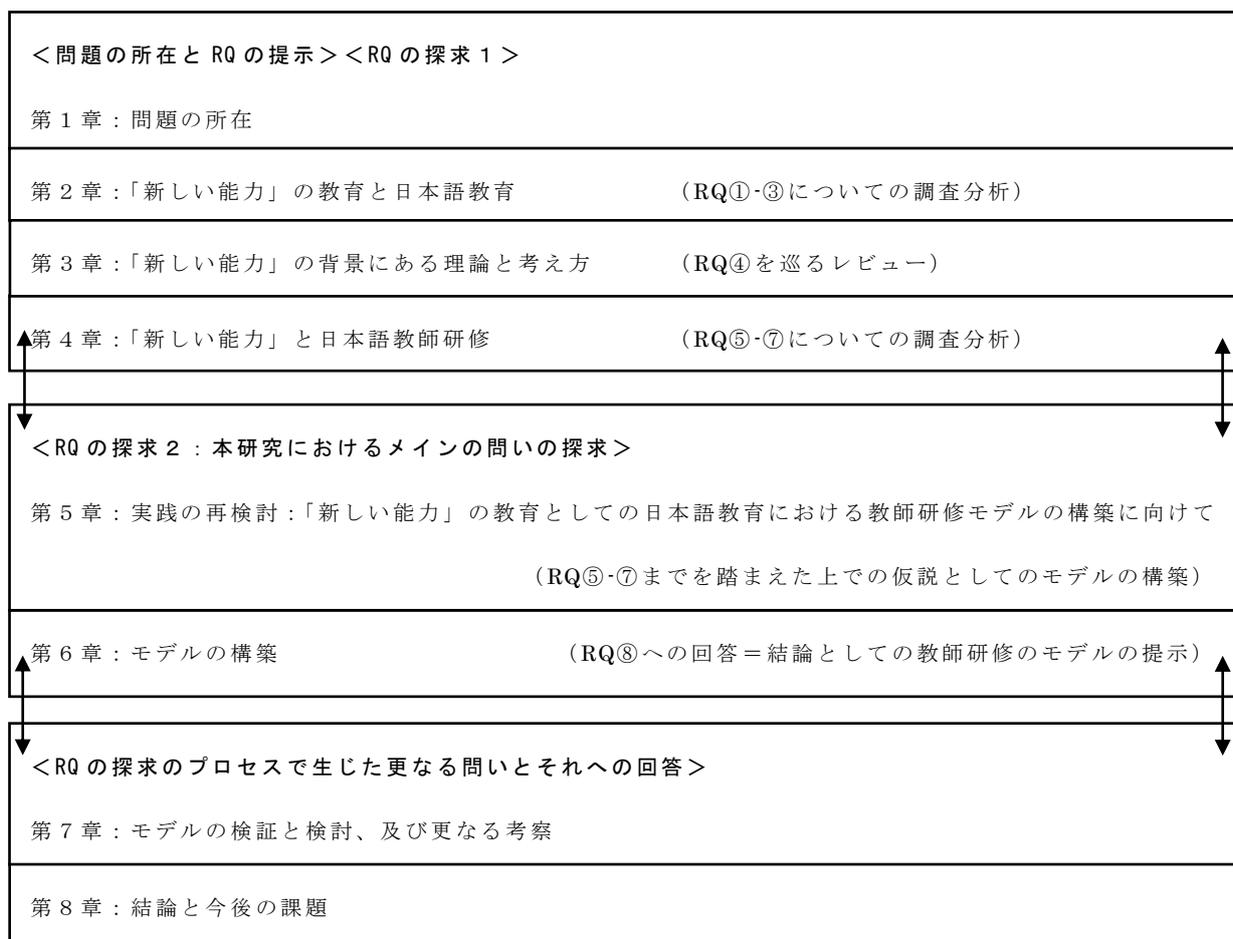 ＜問題の所在と RQ の提示＞＜RQ の探求１＞
第１章：問題の所在
第２章：「新しい能力」の教育と日本語教育 （RQ①-③についての調査分析）
第３章：「新しい能力」の背景にある理論と考え方 （RQ④を巡るレビュー）
第４章：「新しい能力」と日本語教師研修 （RQ⑤-⑦についての調査分析）
＜RQ の探求２：本研究におけるメインの問いの探求＞
第５章：実践の再検討：「新しい能力」の教育としての日本語教育における教師研修モデルの構築に向けて
（RQ⑤-⑦までを踏まえた上での仮説としてのモデルの構築）
第６章：モデルの構築 （RQ⑧への回答＝結論としての教師研修のモデルの提示）
＜RQ の探求のプロセスで生じた更なる問いとそれへの回答＞
第７章：モデルの検証と検討、及び更なる考察
第８章：結論と今後の課題